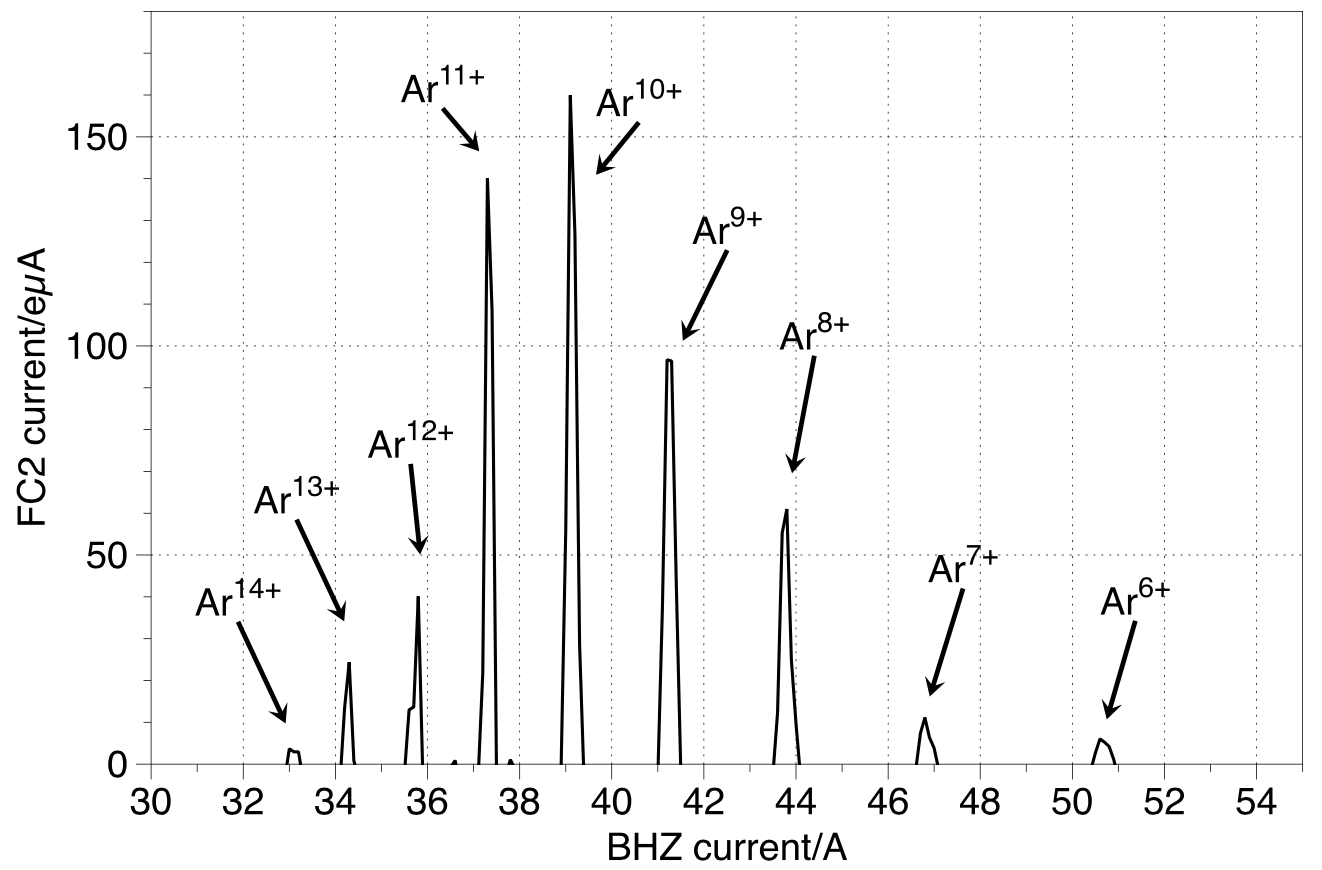 Ar11+
Ar10+
150
Ar9+
Ar8+
100
Ar12+
Ar13+
50
Ar7+
Ar14+
Ar6+
0
30 32 34 36 38 40 42 44 46 48 50 52 54
BHZ current/A
FC2 current/eμA